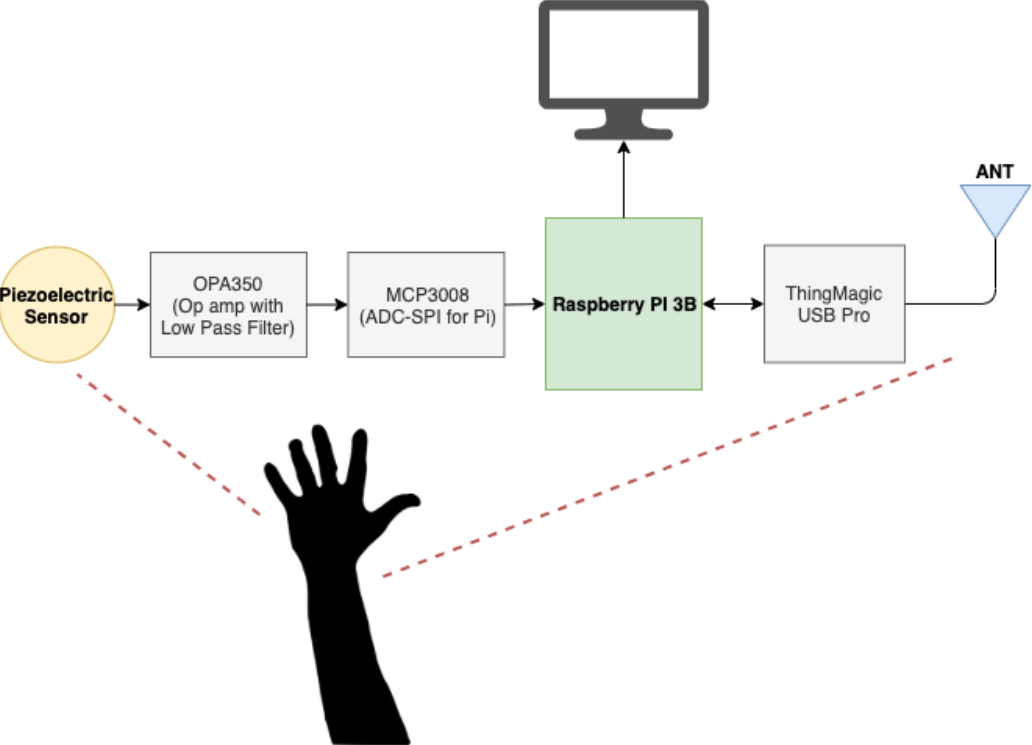 ANT
Piezoelectric
Sensor
OPA350
(Op amp with
Low Pass Filter)
MCP3008
(ADC-SPI for Pi)
Raspberry PI 3B
ThingMagic
USB Pro